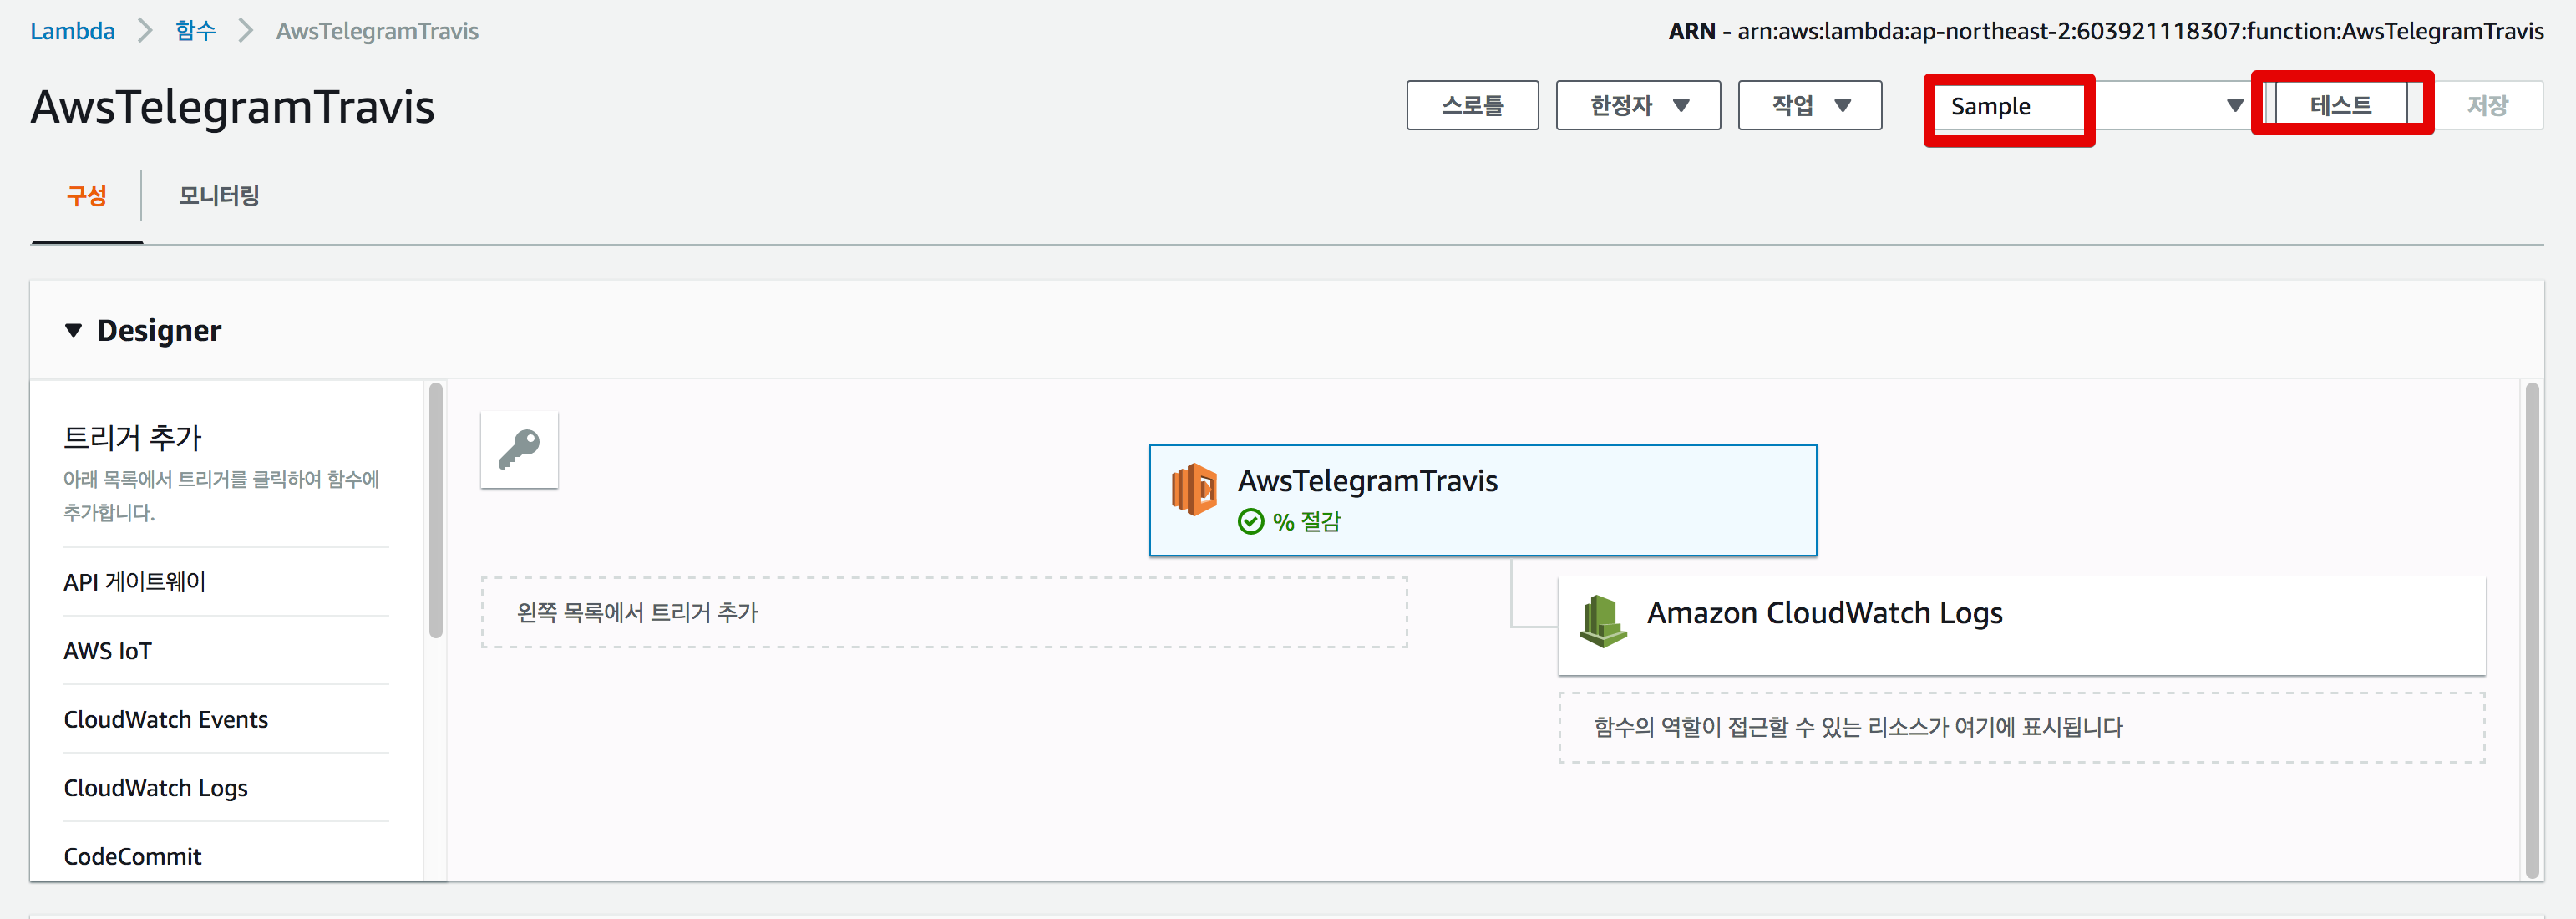 Lambda 함수 AwsTelegramTravis
ARN - arn:aws:lambda:ap-northeast-2:603921118307:function:AwsTelegramTravis
AwsTelegramTravis
스로틀 한정자 작업 Sample 테스트 저장
구성 모니터링
Designer
트리거 추가
아래 목록에서 트리거를 클릭하여 함수에
추가합니다.
API 게이트웨이
AWS IoT
CloudWatch Events
CloudWatch Logs
CodeCommit
AwsTelegramTravis
% 절감
왼쪽 목록에서 트리거 추가
Amazon CloudWatch Logs
함수의 역할이 접근할 수 있는 리소스가 여기에 표시됩니다